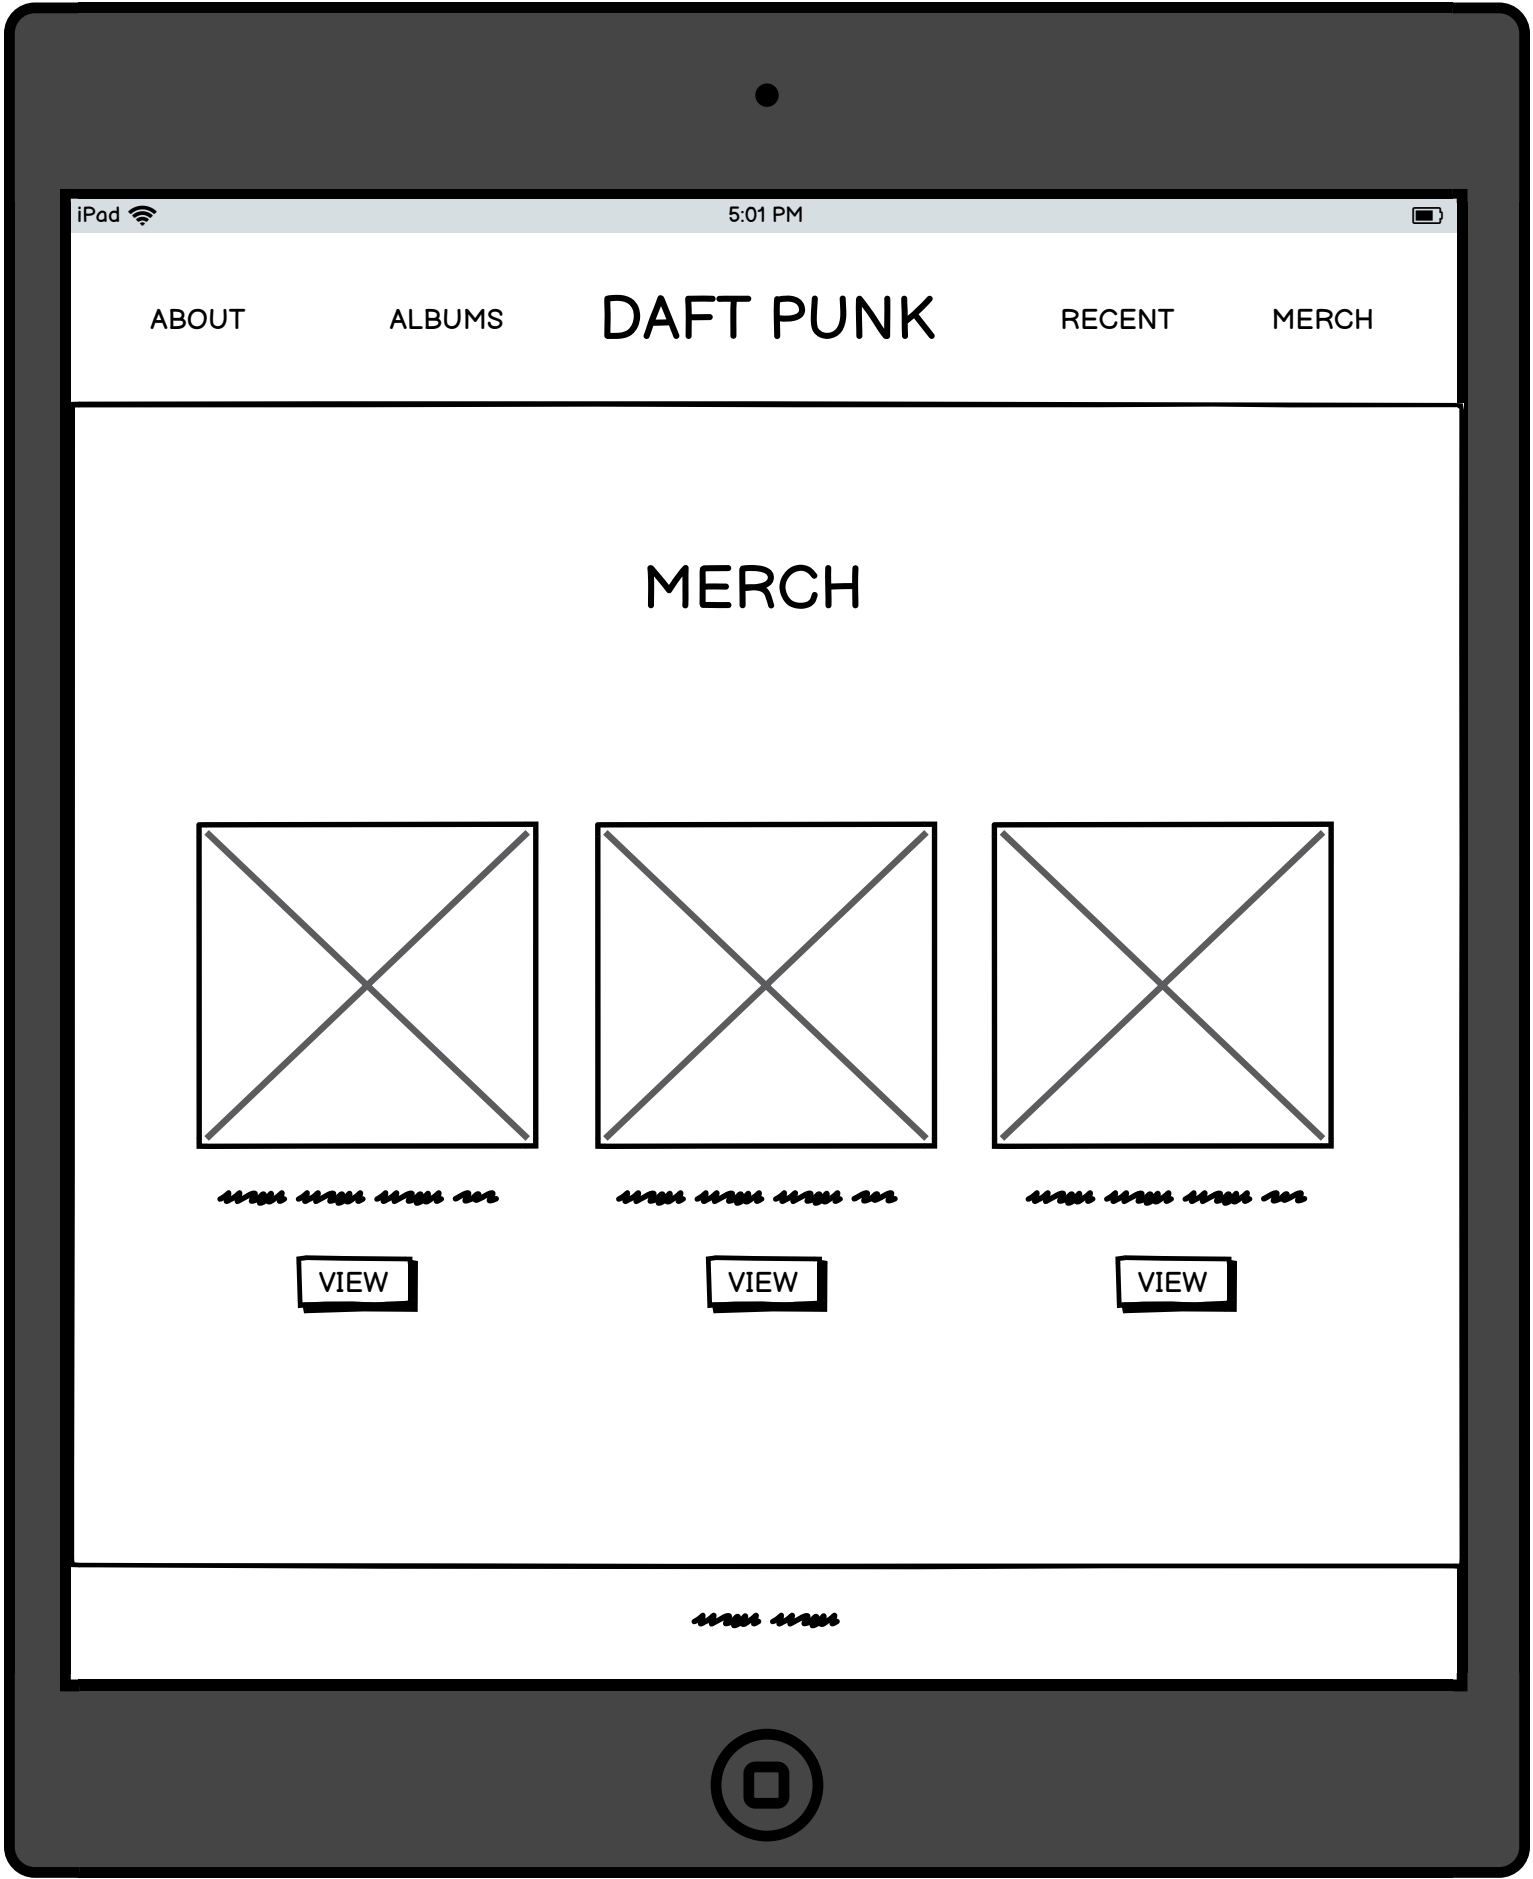 iPad 5:01 PM
ABOUT ALBUMS DAFT PUNK RECENT MERCH
MERCH
VIEW VIEW VIEW